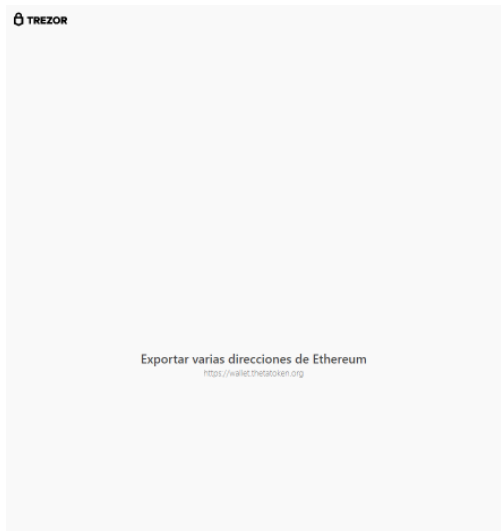 TREZOR
Exportar varias direcciones de Ethereum
https://wallet.thetatoken.org